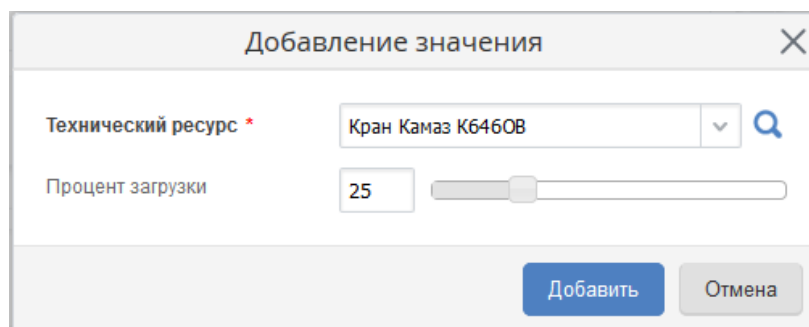 Добавление значения
Технический ресурс * Кран Камаз К646ОВ
Процент загрузки 25
Добавить Отмена